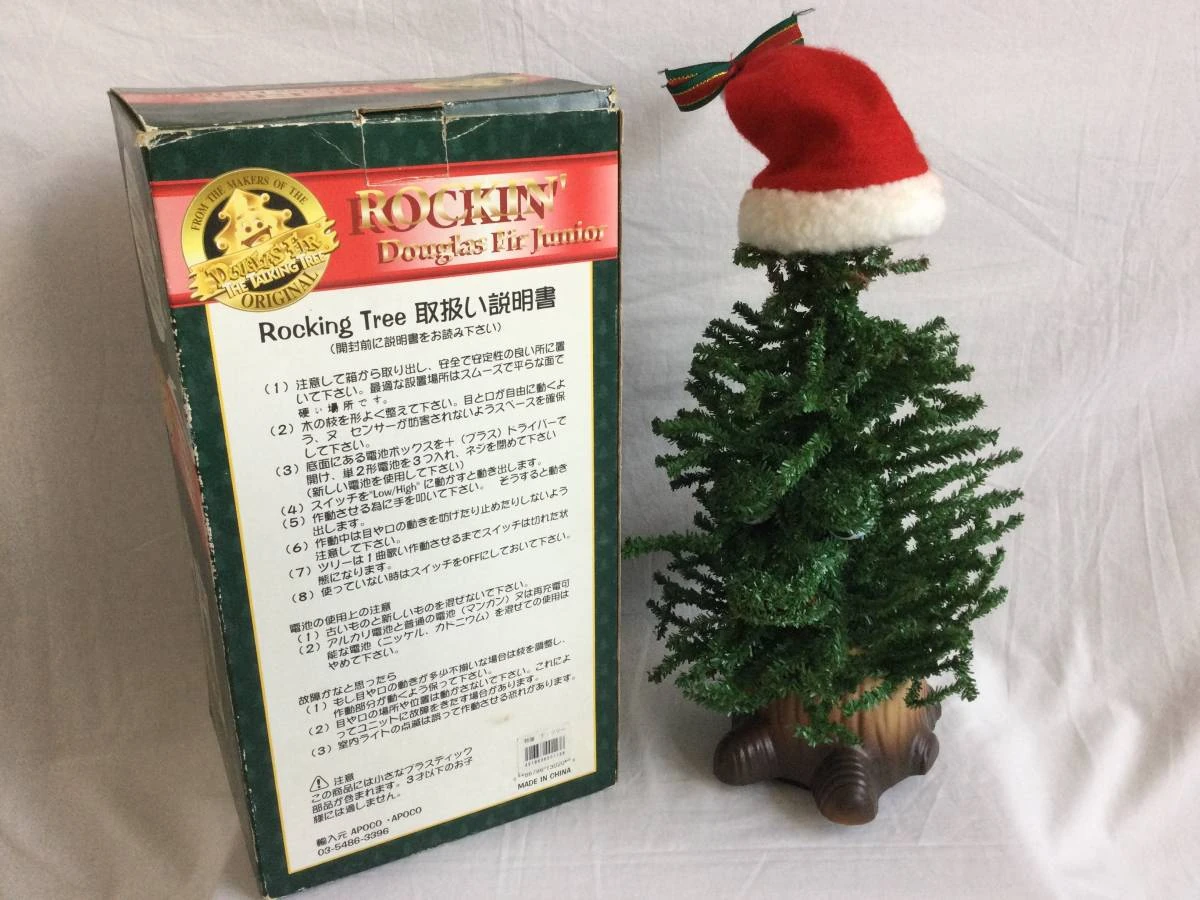 FROM THE MAKERS OF THE
THE TALKING TREE
ORIGINAL
ROCKIN'
Douglas Fir Junior
Rocking Tree 取扱い説明書
(開封前に説明書をお読み下さい)
(1) 注意して箱から取り出し、安全で安定性の良い所に置
いて下さい。最適な設置場所はスムースで平らな面で
硬い場所です。
(2) 木の枝を形よく整えて下さい。目と口が自由に動くよ
う、又 センサーが妨害されないようスペースを確保
して下さい。
(3) 底面にある電池ボックスを+(プラス)ドライバーで
開け、単2形電池を3つ入れ、ネジを閉めて下さい
(新しい電池を使用して下さい)
(4) スイッチを"Low/High"に動かすと動き出します。
(5) 作動させる為に手を叩いて下さい。 そうすると動き
出します。
(6) 作動中は目や口の動きを妨げたり止めたりしないよう
注意して下さい。
(7) ツリーは1曲歌い作動させるまでスイッチは切れた状
態になります。
(8) 使っていない時はスイッチをOFFにしておいて下さい。
電池の使用上の注意
(1) 古いものと新しいものを混ぜないで下さい。
(2) アルカリ電池と普通の電池(マンガン)又は再充電可
能な電池(ニッケル、カドニウム)を混ぜての使用は
やめて下さい。
故障かなと思ったら
(1) もし目や口の動きが多少不揃いな場合は枝を調整し、
作動部分が動くよう保って下さい。
(2) 目や口の場所や位置は動かさないで下さい。これによ
ってユニットに故障をきたす場合があります。
(3) 室内ライトの点滅は誤って作動させる恐れがあります。
注意
この商品には小さなプラスティック
部品が含まれます。3才以下のお子
様には適しません。
輸入元 APOCO・APOCO
03-5486-3396
MADE IN CHINA